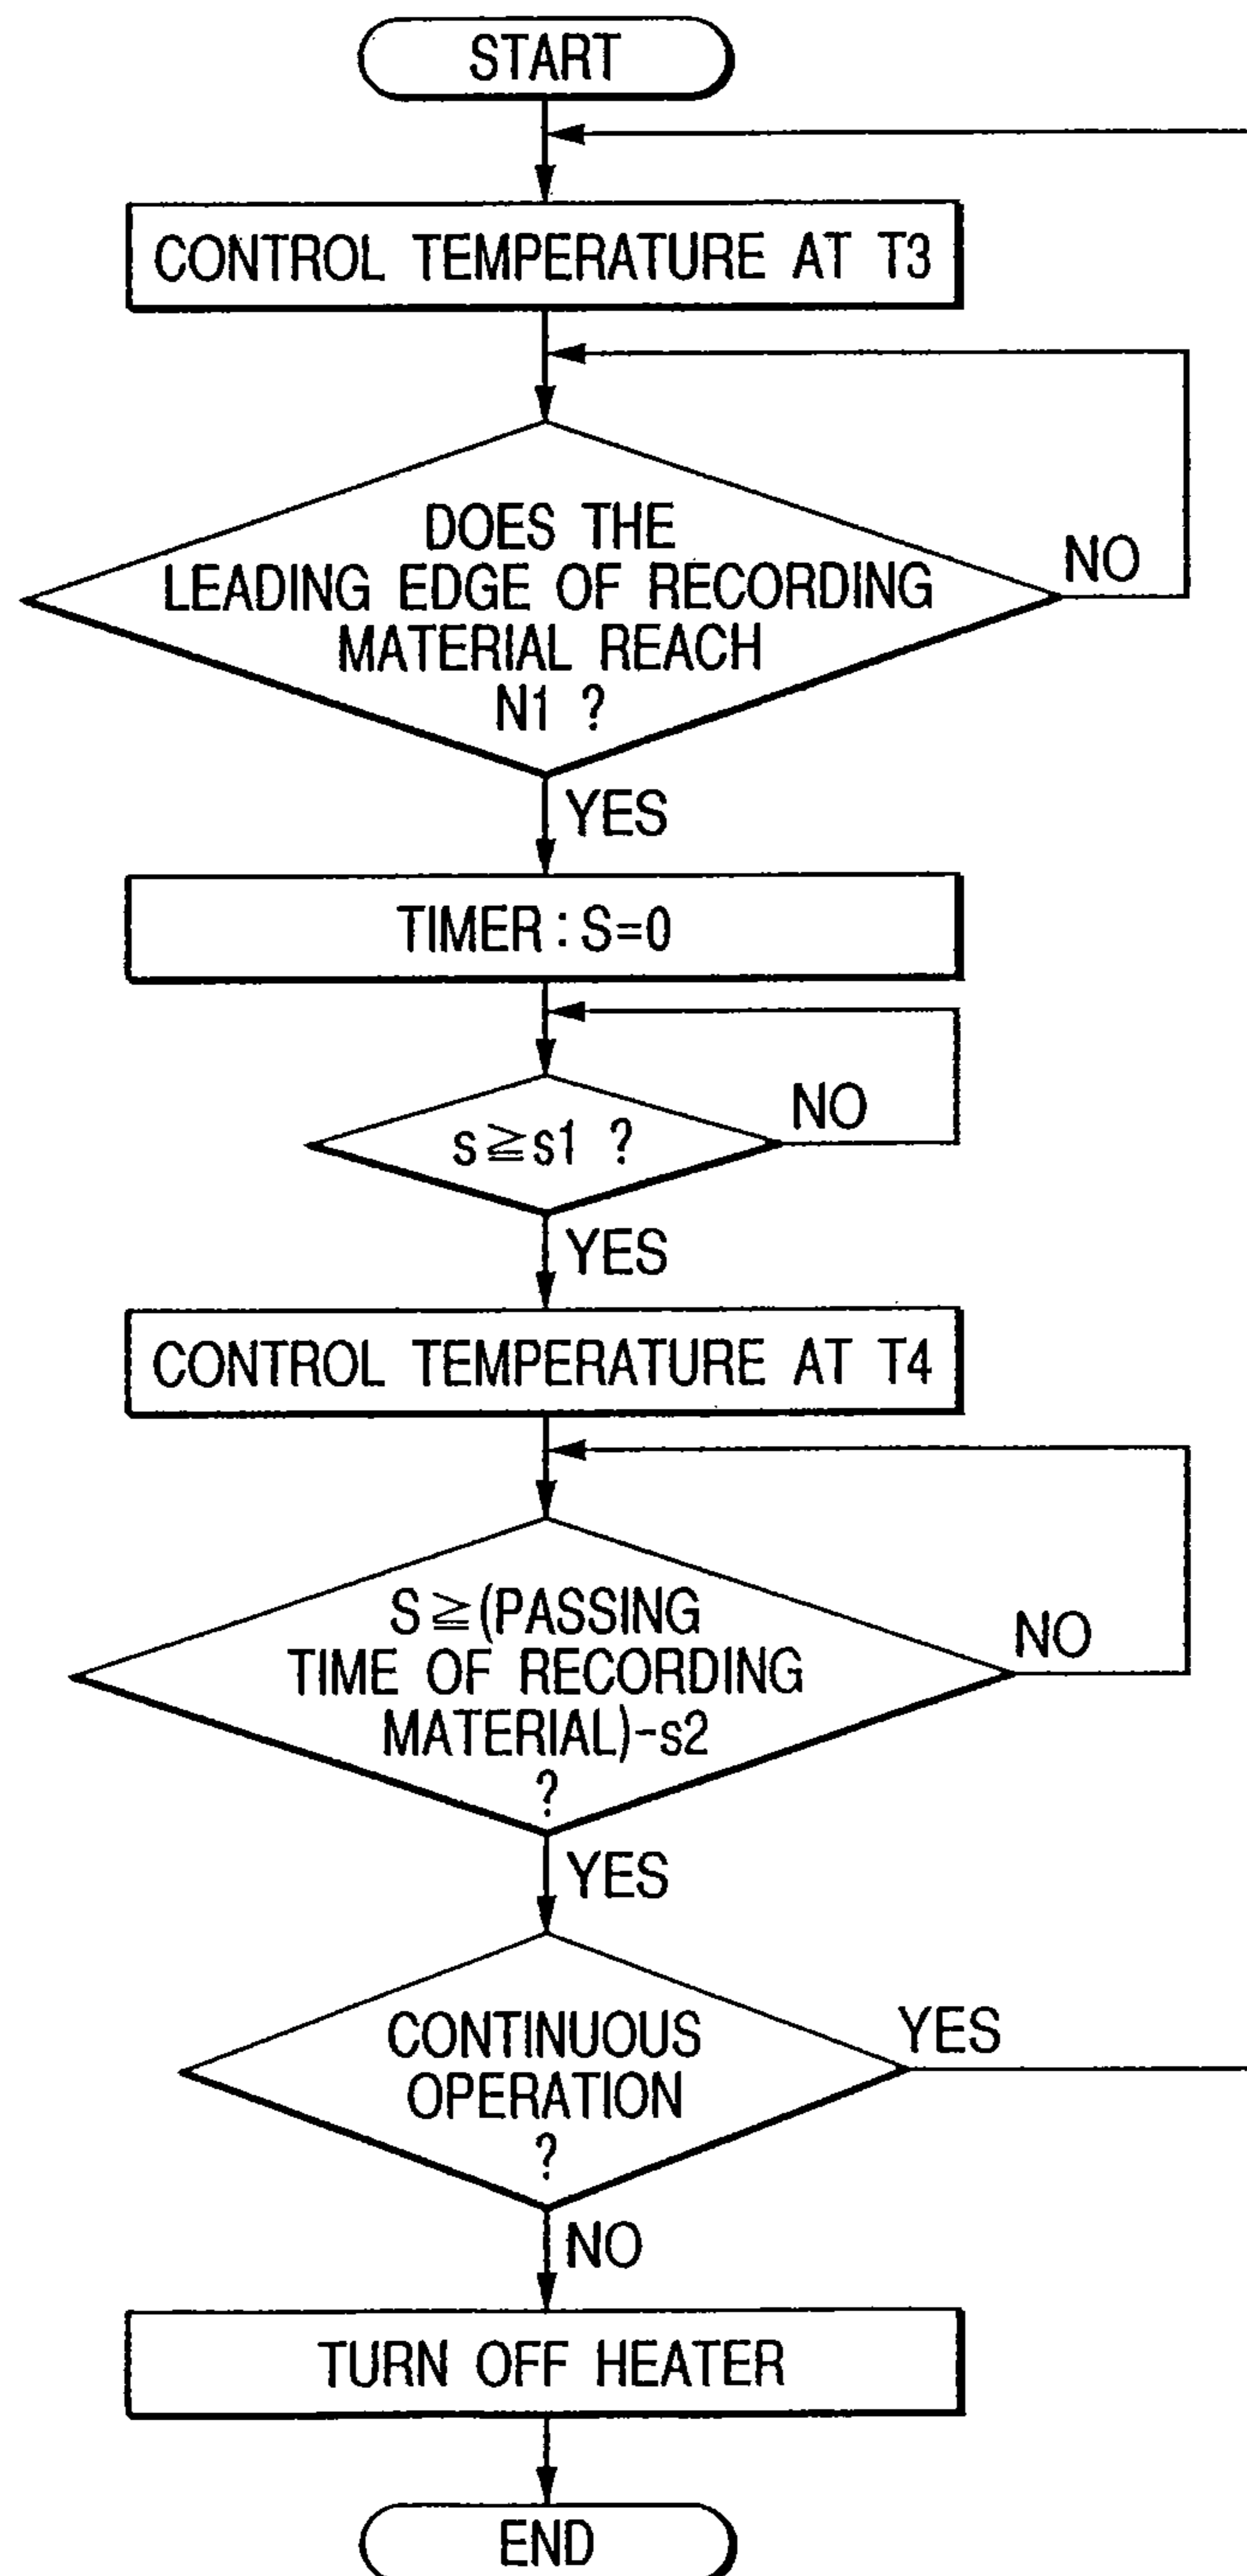 START
CONTROL TEMPERATURE AT T3
DOES THE
LEADING EDGE OF RECORDING
MATERIAL REACH
N1 ?
NO
YES
TIMER : S=0
s≧s1 ?
NO
YES
CONTROL TEMPERATURE AT T4
S≧(PASSING
TIME OF RECORDING
MATERIAL)-s2
?
NO
YES
CONTINUOUS
OPERATION
?
YES
NO
TURN OFF HEATER
END